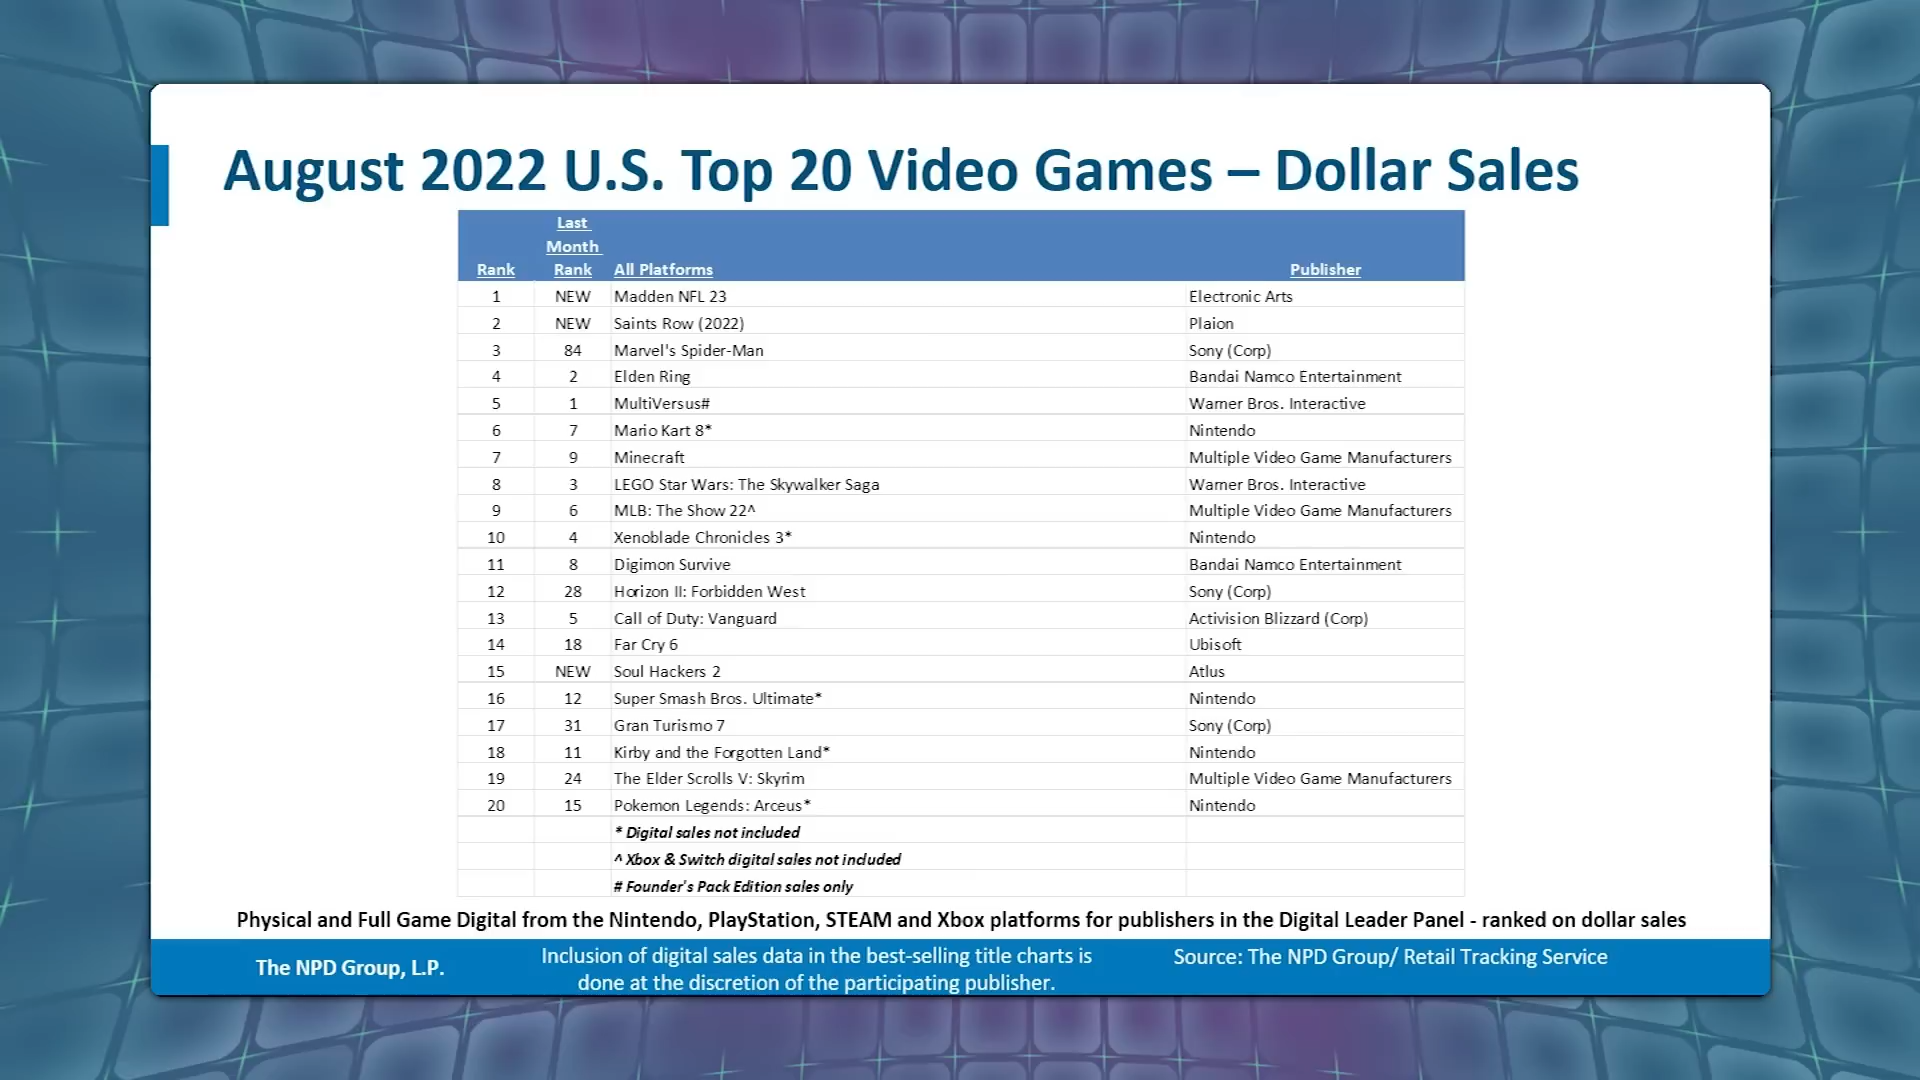 August 2022 U.S. Top 20 Video Games – Dollar Sales
Rank Last Month Rank All Platforms Publisher
1 NEW Madden NFL 23 Electronic Arts
2 NEW Saints Row (2022) Plaion
3 84 Marvel's Spider-Man Sony (Corp)
4 2 Elden Ring Bandai Namco Entertainment
5 1 MultiVersus# Warner Bros. Interactive
6 7 Mario Kart 8* Nintendo
7 9 Minecraft Multiple Video Game Manufacturers
8 3 LEGO Star Wars: The Skywalker Saga Warner Bros. Interactive
9 6 MLB: The Show 22^ Multiple Video Game Manufacturers
10 4 Xenoblade Chronicles 3* Nintendo
11 8 Digimon Survive Bandai Namco Entertainment
12 28 Horizon II: Forbidden West Sony (Corp)
13 5 Call of Duty: Vanguard Activision Blizzard (Corp)
14 18 Far Cry 6 Ubisoft
15 NEW Soul Hackers 2 Atlus
16 12 Super Smash Bros. Ultimate* Nintendo
17 31 Gran Turismo 7 Sony (Corp)
18 11 Kirby and the Forgotten Land* Nintendo
19 24 The Elder Scrolls V: Skyrim Multiple Video Game Manufacturers
20 15 Pokemon Legends: Arceus* Nintendo
* Digital sales not included
^ Xbox & Switch digital sales not included
# Founder's Pack Edition sales only
Physical and Full Game Digital from the Nintendo, PlayStation, STEAM and Xbox platforms for publishers in the Digital Leader Panel - ranked on dollar sales
The NPD Group, L.P.
Inclusion of digital sales data in the best-selling title charts is
done at the discretion of the participating publisher.
Source: The NPD Group/ Retail Tracking Service